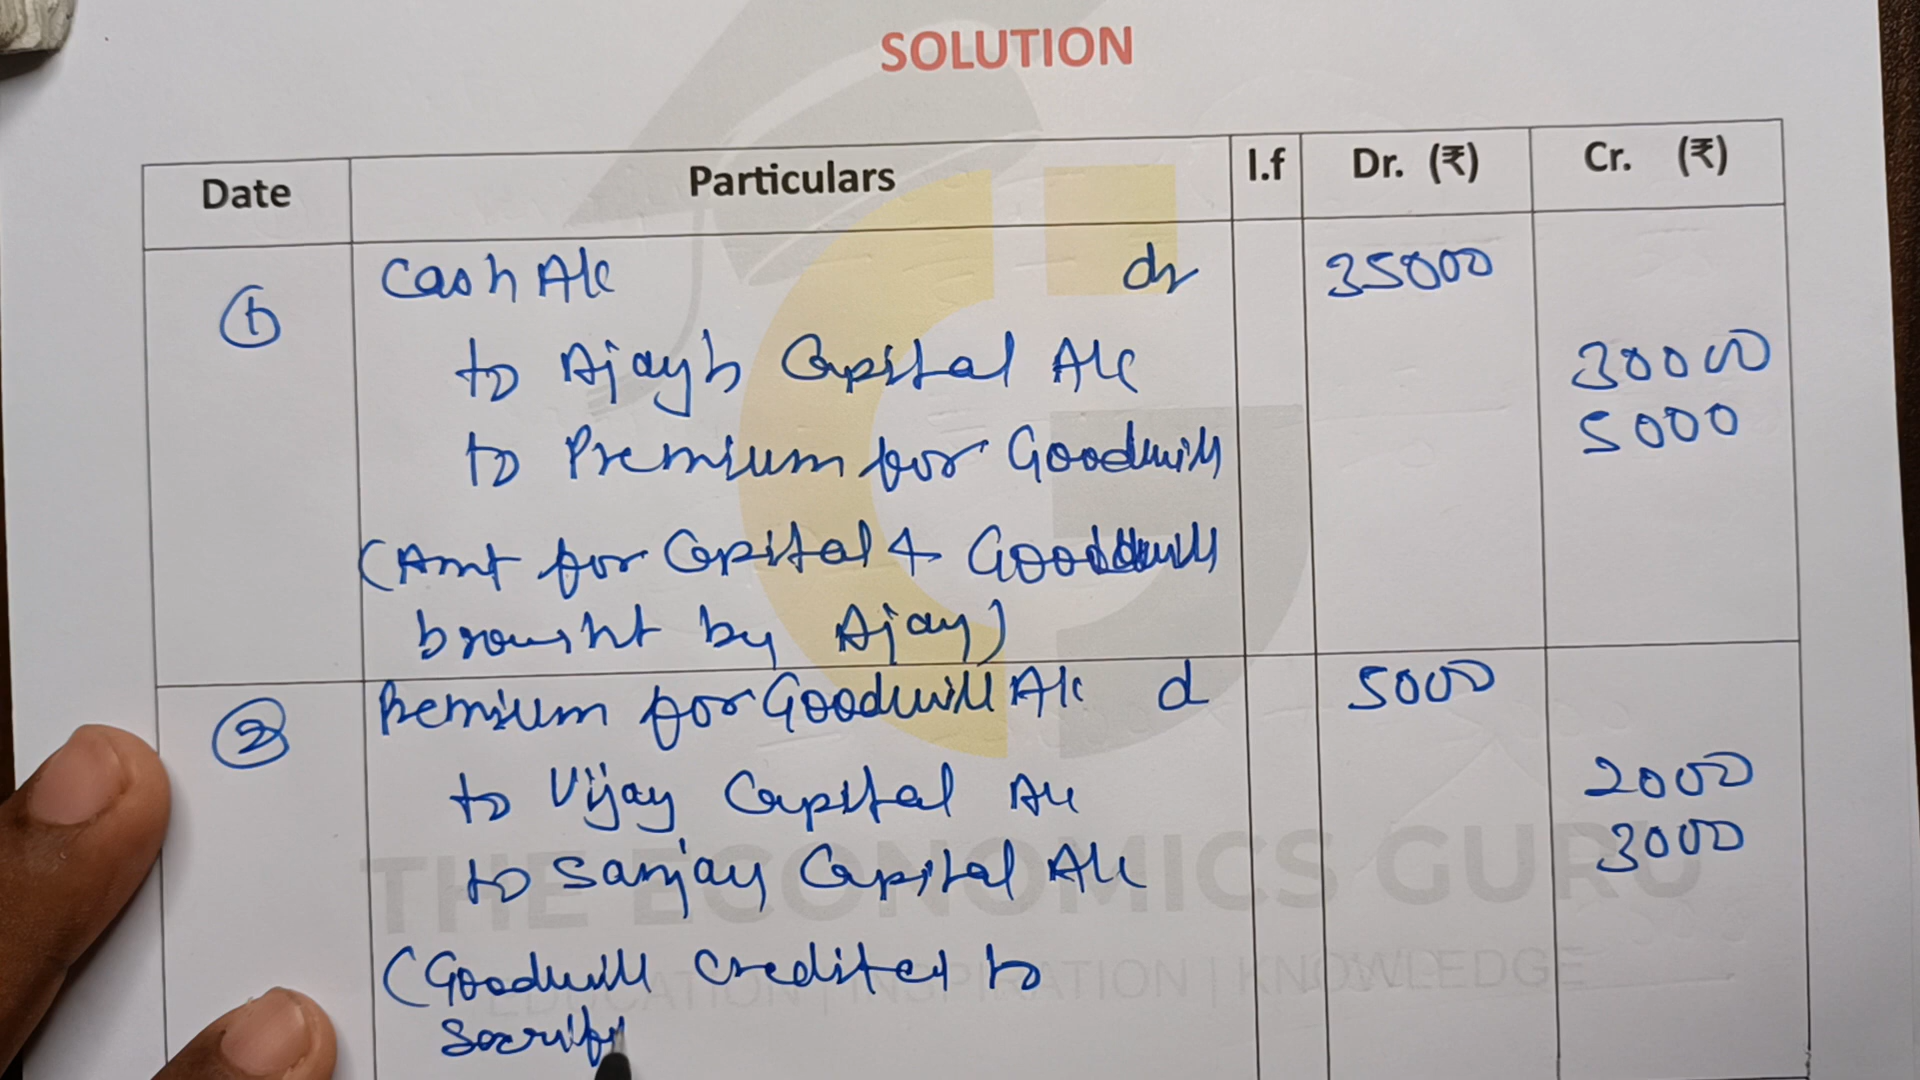 SOLUTION
Date Particulars l.f Dr. (₹) Cr. (₹)
① Cash A/c dr 35000
to Ajay's Capital A/c 30000
to Premium for Goodwill 5000
(Amt for Capital & Goodwill
brought by Ajay)
② Premium for Goodwill A/c d 5000
to Vijay Capital A/c 2000
to Sanjay Capital A/c 3000
(Goodwill credited to
THE ECONOMICS GURU
EDUCATION | INSPIRATION | KNOWLEDGE